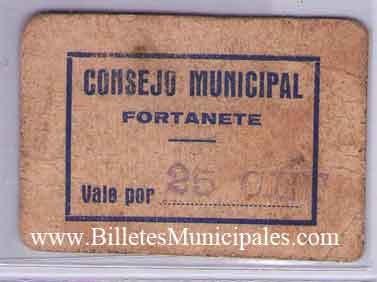 CONSEJO MUNICIPAL
FORTANETE
Vale por 25
www.BilletesMunicipales.com